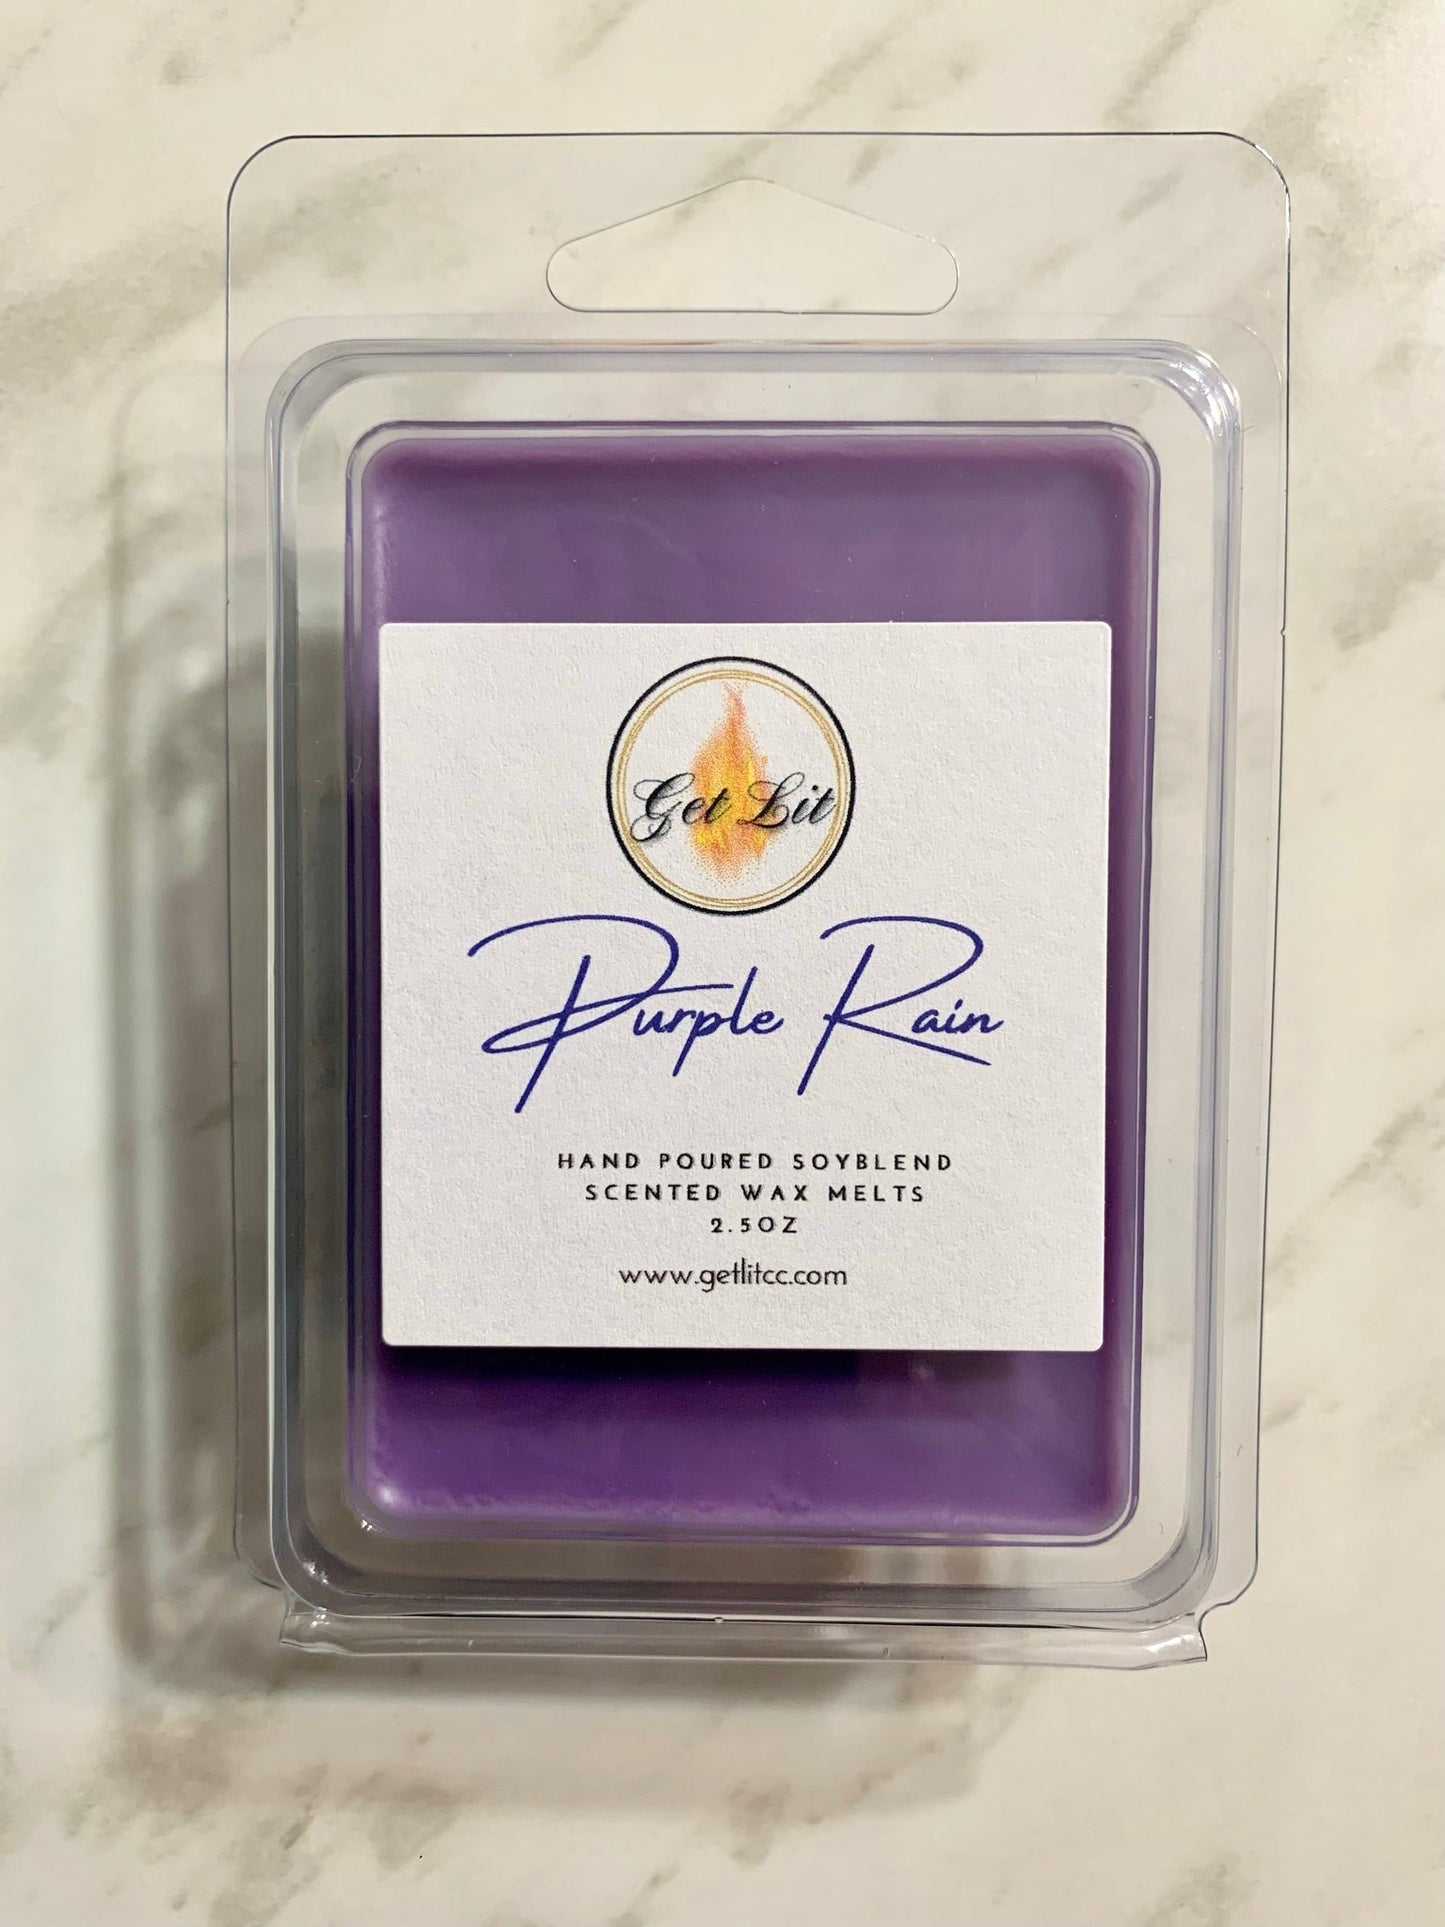 Get Lit
Purple Rain
HAND POURED SOYBLEND
SCENTED WAX MELTS
2.5OZ
www.getlitcc.com